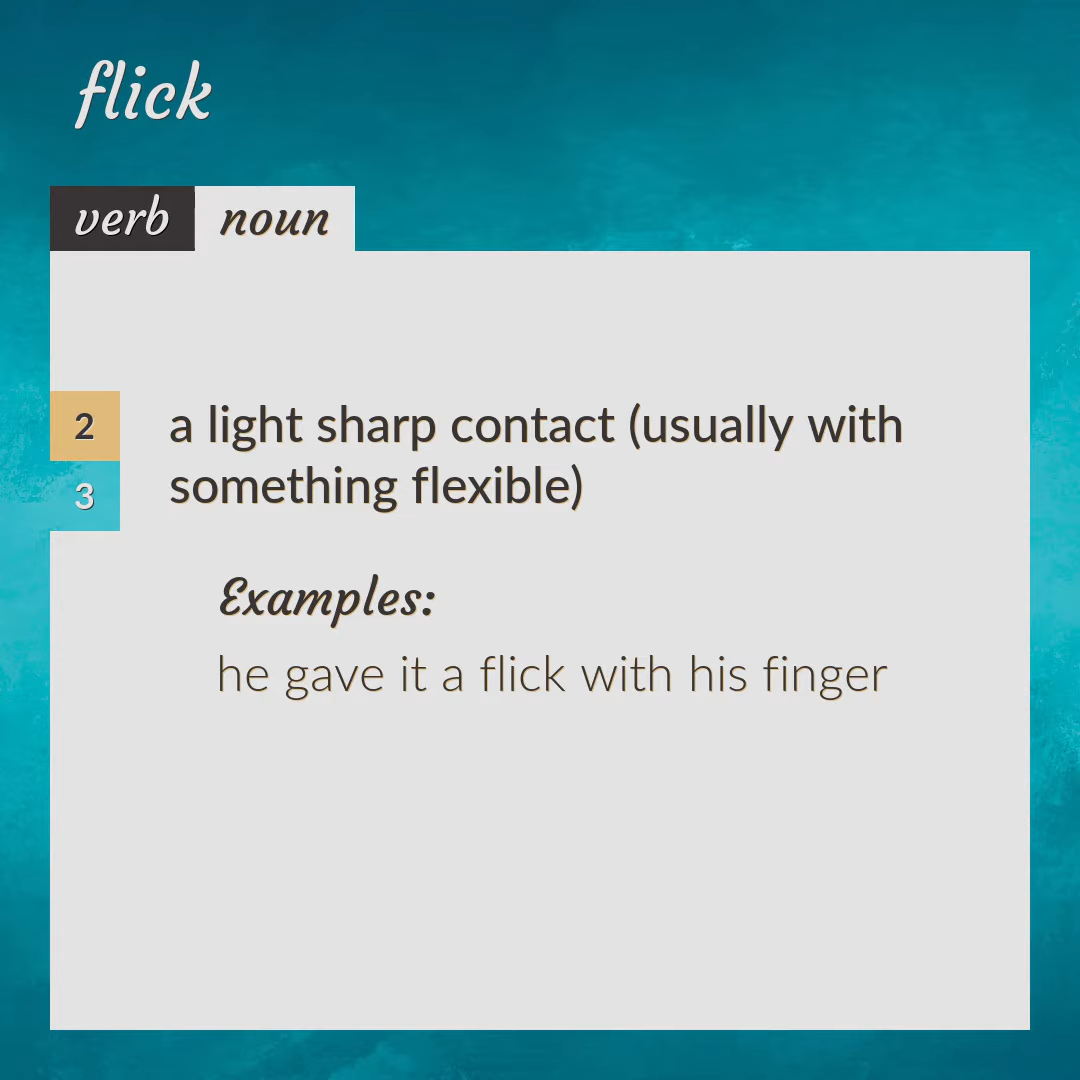 flick
verb noun
2 a light sharp contact (usually with
3 something flexible)
Examples:
he gave it a flick with his finger